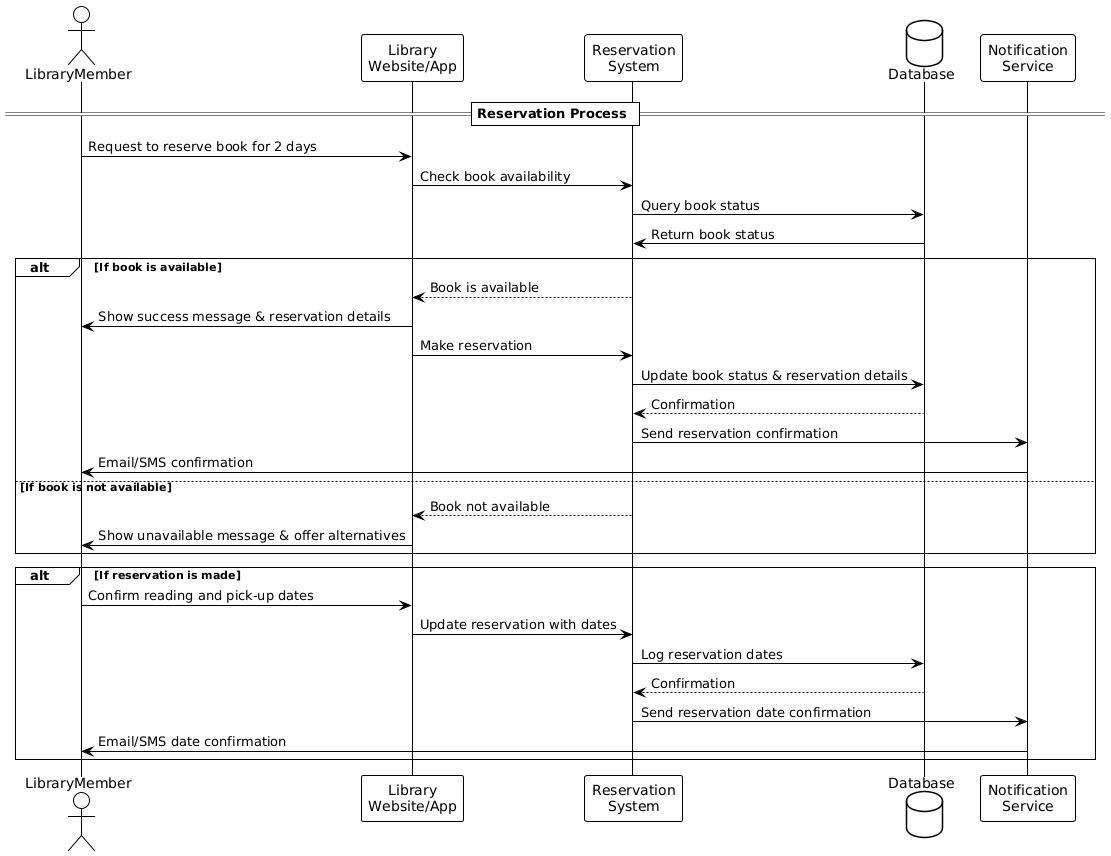 LibraryMember
Library
Website/App
Reservation
System
Database
Notification
Service
Reservation Process
Request to reserve book for 2 days
Check book availability
Query book status
Return book status
alt [If book is available]
Book is available
Show success message & reservation details
Make reservation
Update book status & reservation details
Confirmation
Send reservation confirmation
Email/SMS confirmation
[If book is not available]
Book not available
Show unavailable message & offer alternatives
alt [If reservation is made]
Confirm reading and pick-up dates
Update reservation with dates
Log reservation dates
Confirmation
Send reservation date confirmation
Email/SMS date confirmation
LibraryMember
Library
Website/App
Reservation
System
Database
Notification
Service